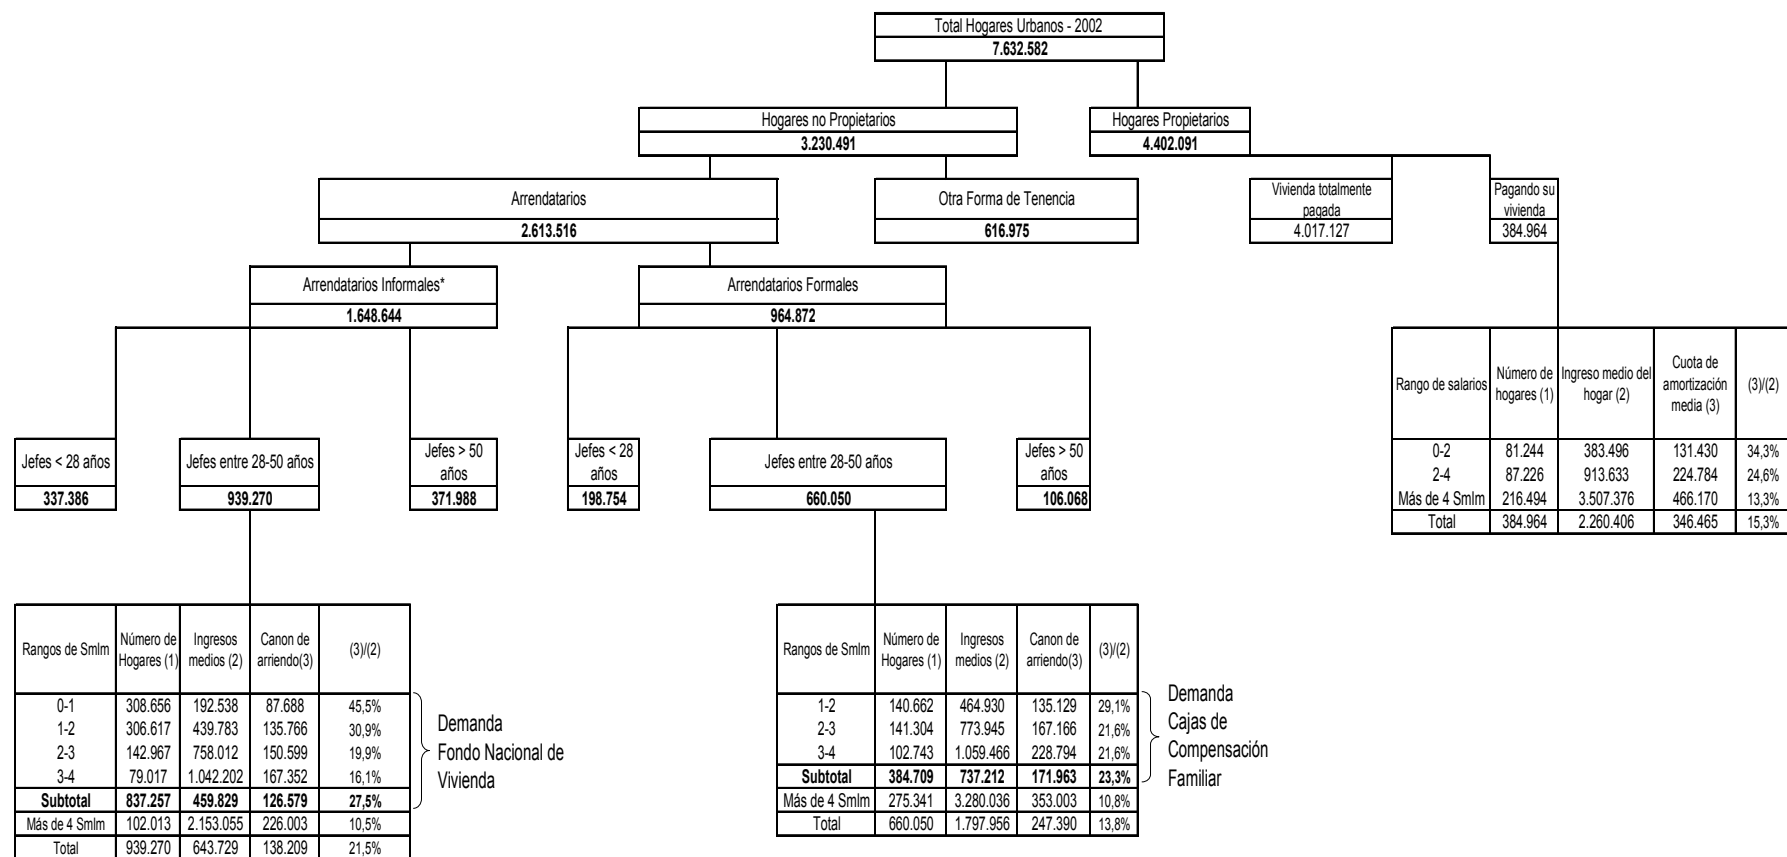 Total Hogares Urbanos - 2002
7.632.582
Hogares no Propietarios
3.230.491
Hogares Propietarios
4.402.091
Arrendatarios
2.613.516
Otra Forma de Tenencia
616.975
Vivienda totalmente
pagada
4.017.127
Pagando su
vivienda
384.964
Arrendatarios Informales*
1.648.644
Arrendatarios Formales
964.872
Jefes < 28 años
337.386
Jefes entre 28-50 años
939.270
Jefes > 50
años
371.988
Jefes < 28
años
198.754
Jefes entre 28-50 años
660.050
Jefes > 50
años
106.068
Rango de salarios Número de hogares (1) Ingreso medio del hogar (2) Cuota de amortización media (3) (3)/(2)
0-2 81.244 383.496 131.430 34,3%
2-4 87.226 913.633 224.784 24,6%
Más de 4 Smlm 216.494 3.507.376 466.170 13,3%
Total 384.964 2.260.406 346.465 15,3%
Rangos de Smlm Número de Hogares (1) Ingresos medios (2) Canon de arriendo(3) (3)/(2)
0-1 308.656 192.538 87.688 45,5%
1-2 306.617 439.783 135.766 30,9%
2-3 142.967 758.012 150.599 19,9%
3-4 79.017 1.042.202 167.352 16,1%
Subtotal 837.257 459.829 126.579 27,5%
Más de 4 Smlm 102.013 2.153.055 226.003 10,5%
Total 939.270 643.729 138.209 21,5%
Demanda
Fondo Nacional de
Vivienda
Rangos de Smlm Número de Hogares (1) Ingresos medios (2) Canon de arriendo(3) (3)/(2)
1-2 140.662 464.930 135.129 29,1%
2-3 141.304 773.945 167.166 21,6%
3-4 102.743 1.059.466 228.794 21,6%
Subtotal 384.709 737.212 171.963 23,3%
Más de 4 Smlm 275.341 3.280.036 353.003 10,8%
Total 660.050 1.797.956 247.390 13,8%
Demanda
Cajas de
Compensación
Familiar